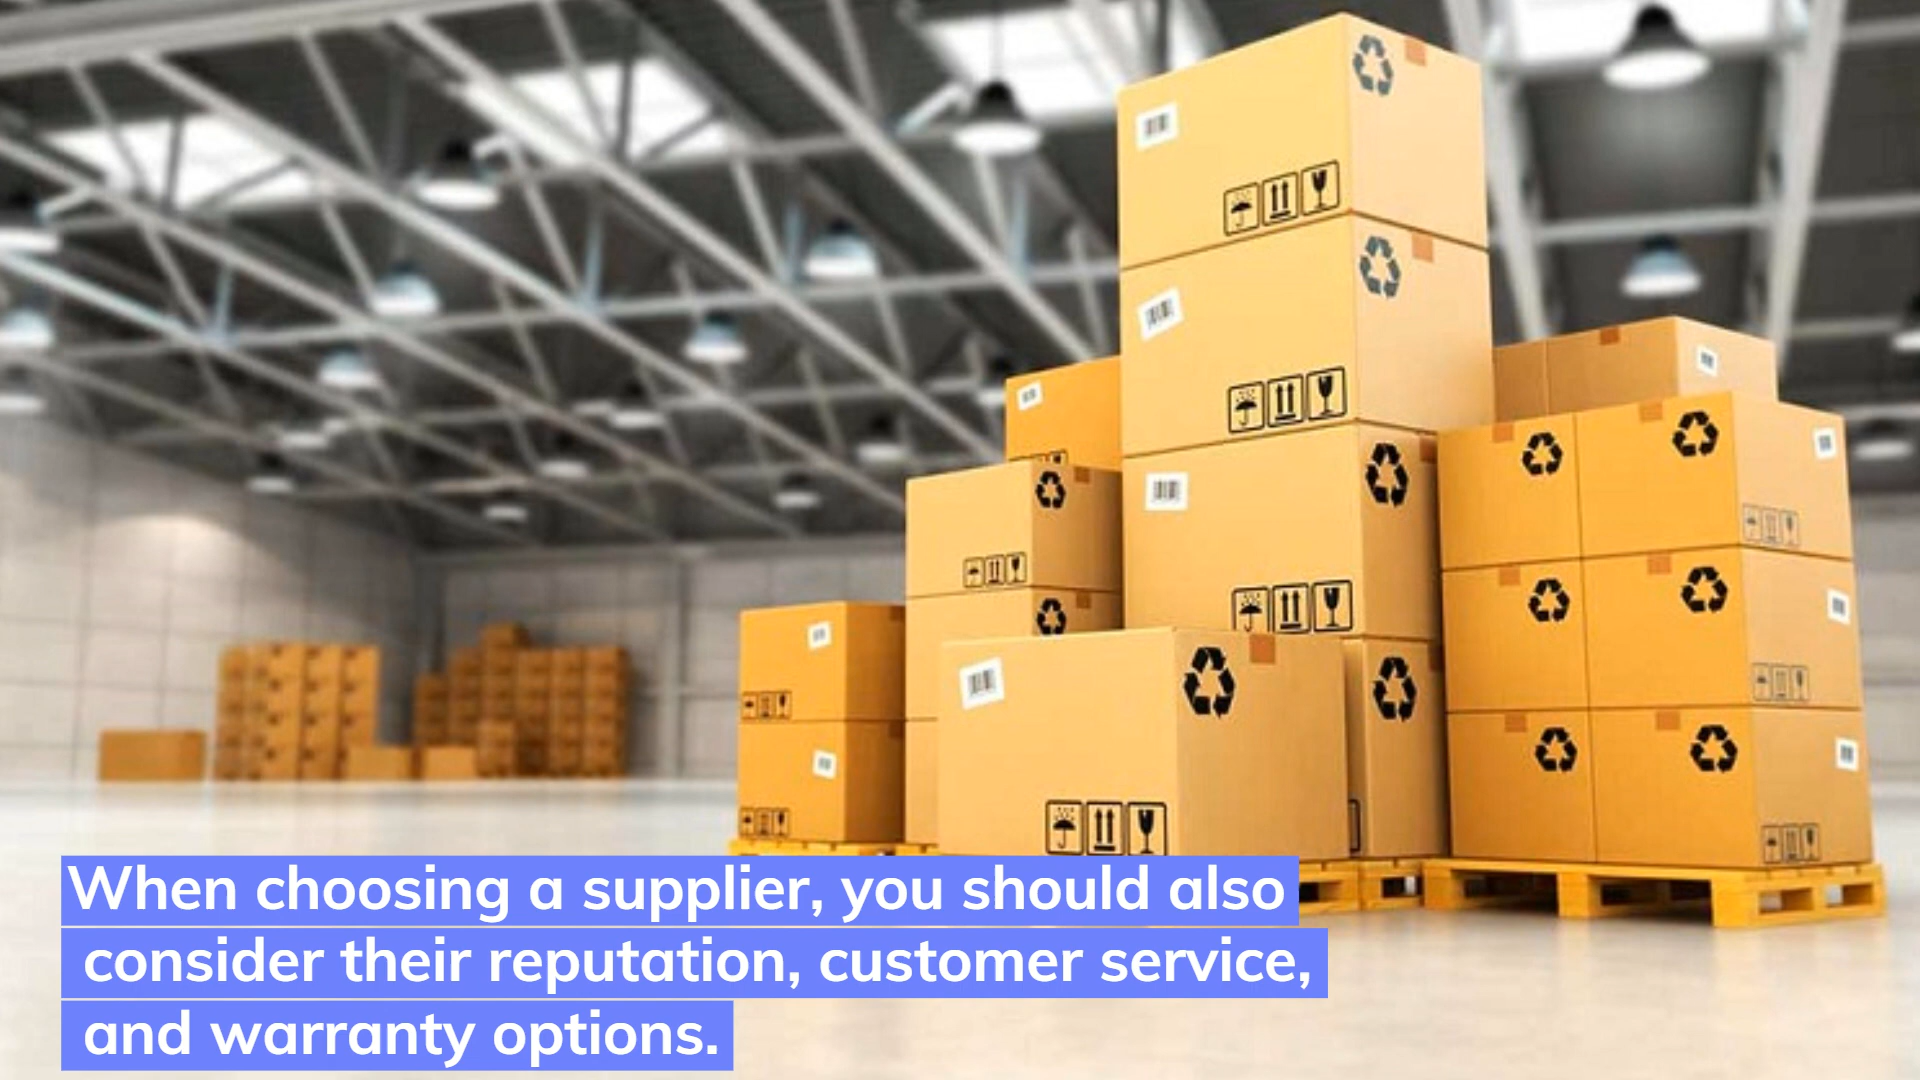 When choosing a supplier, you should also
consider their reputation, customer service,
and warranty options.